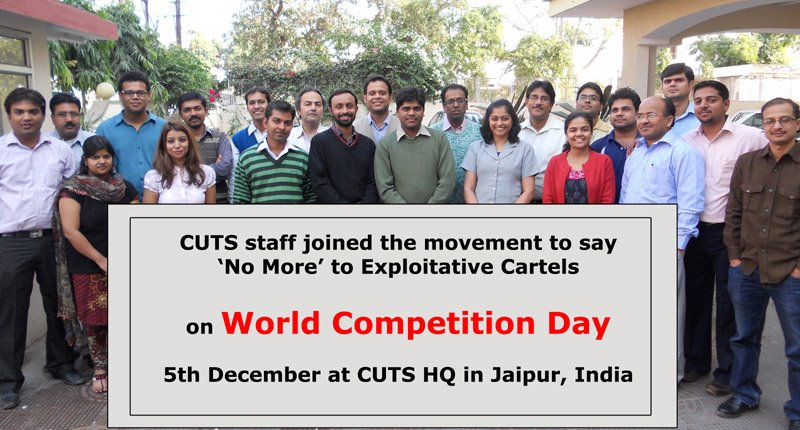 CUTS staff joined the movement to say
‘No More’ to Exploitative Cartels
on World Competition Day
5th December at CUTS HQ in Jaipur, India